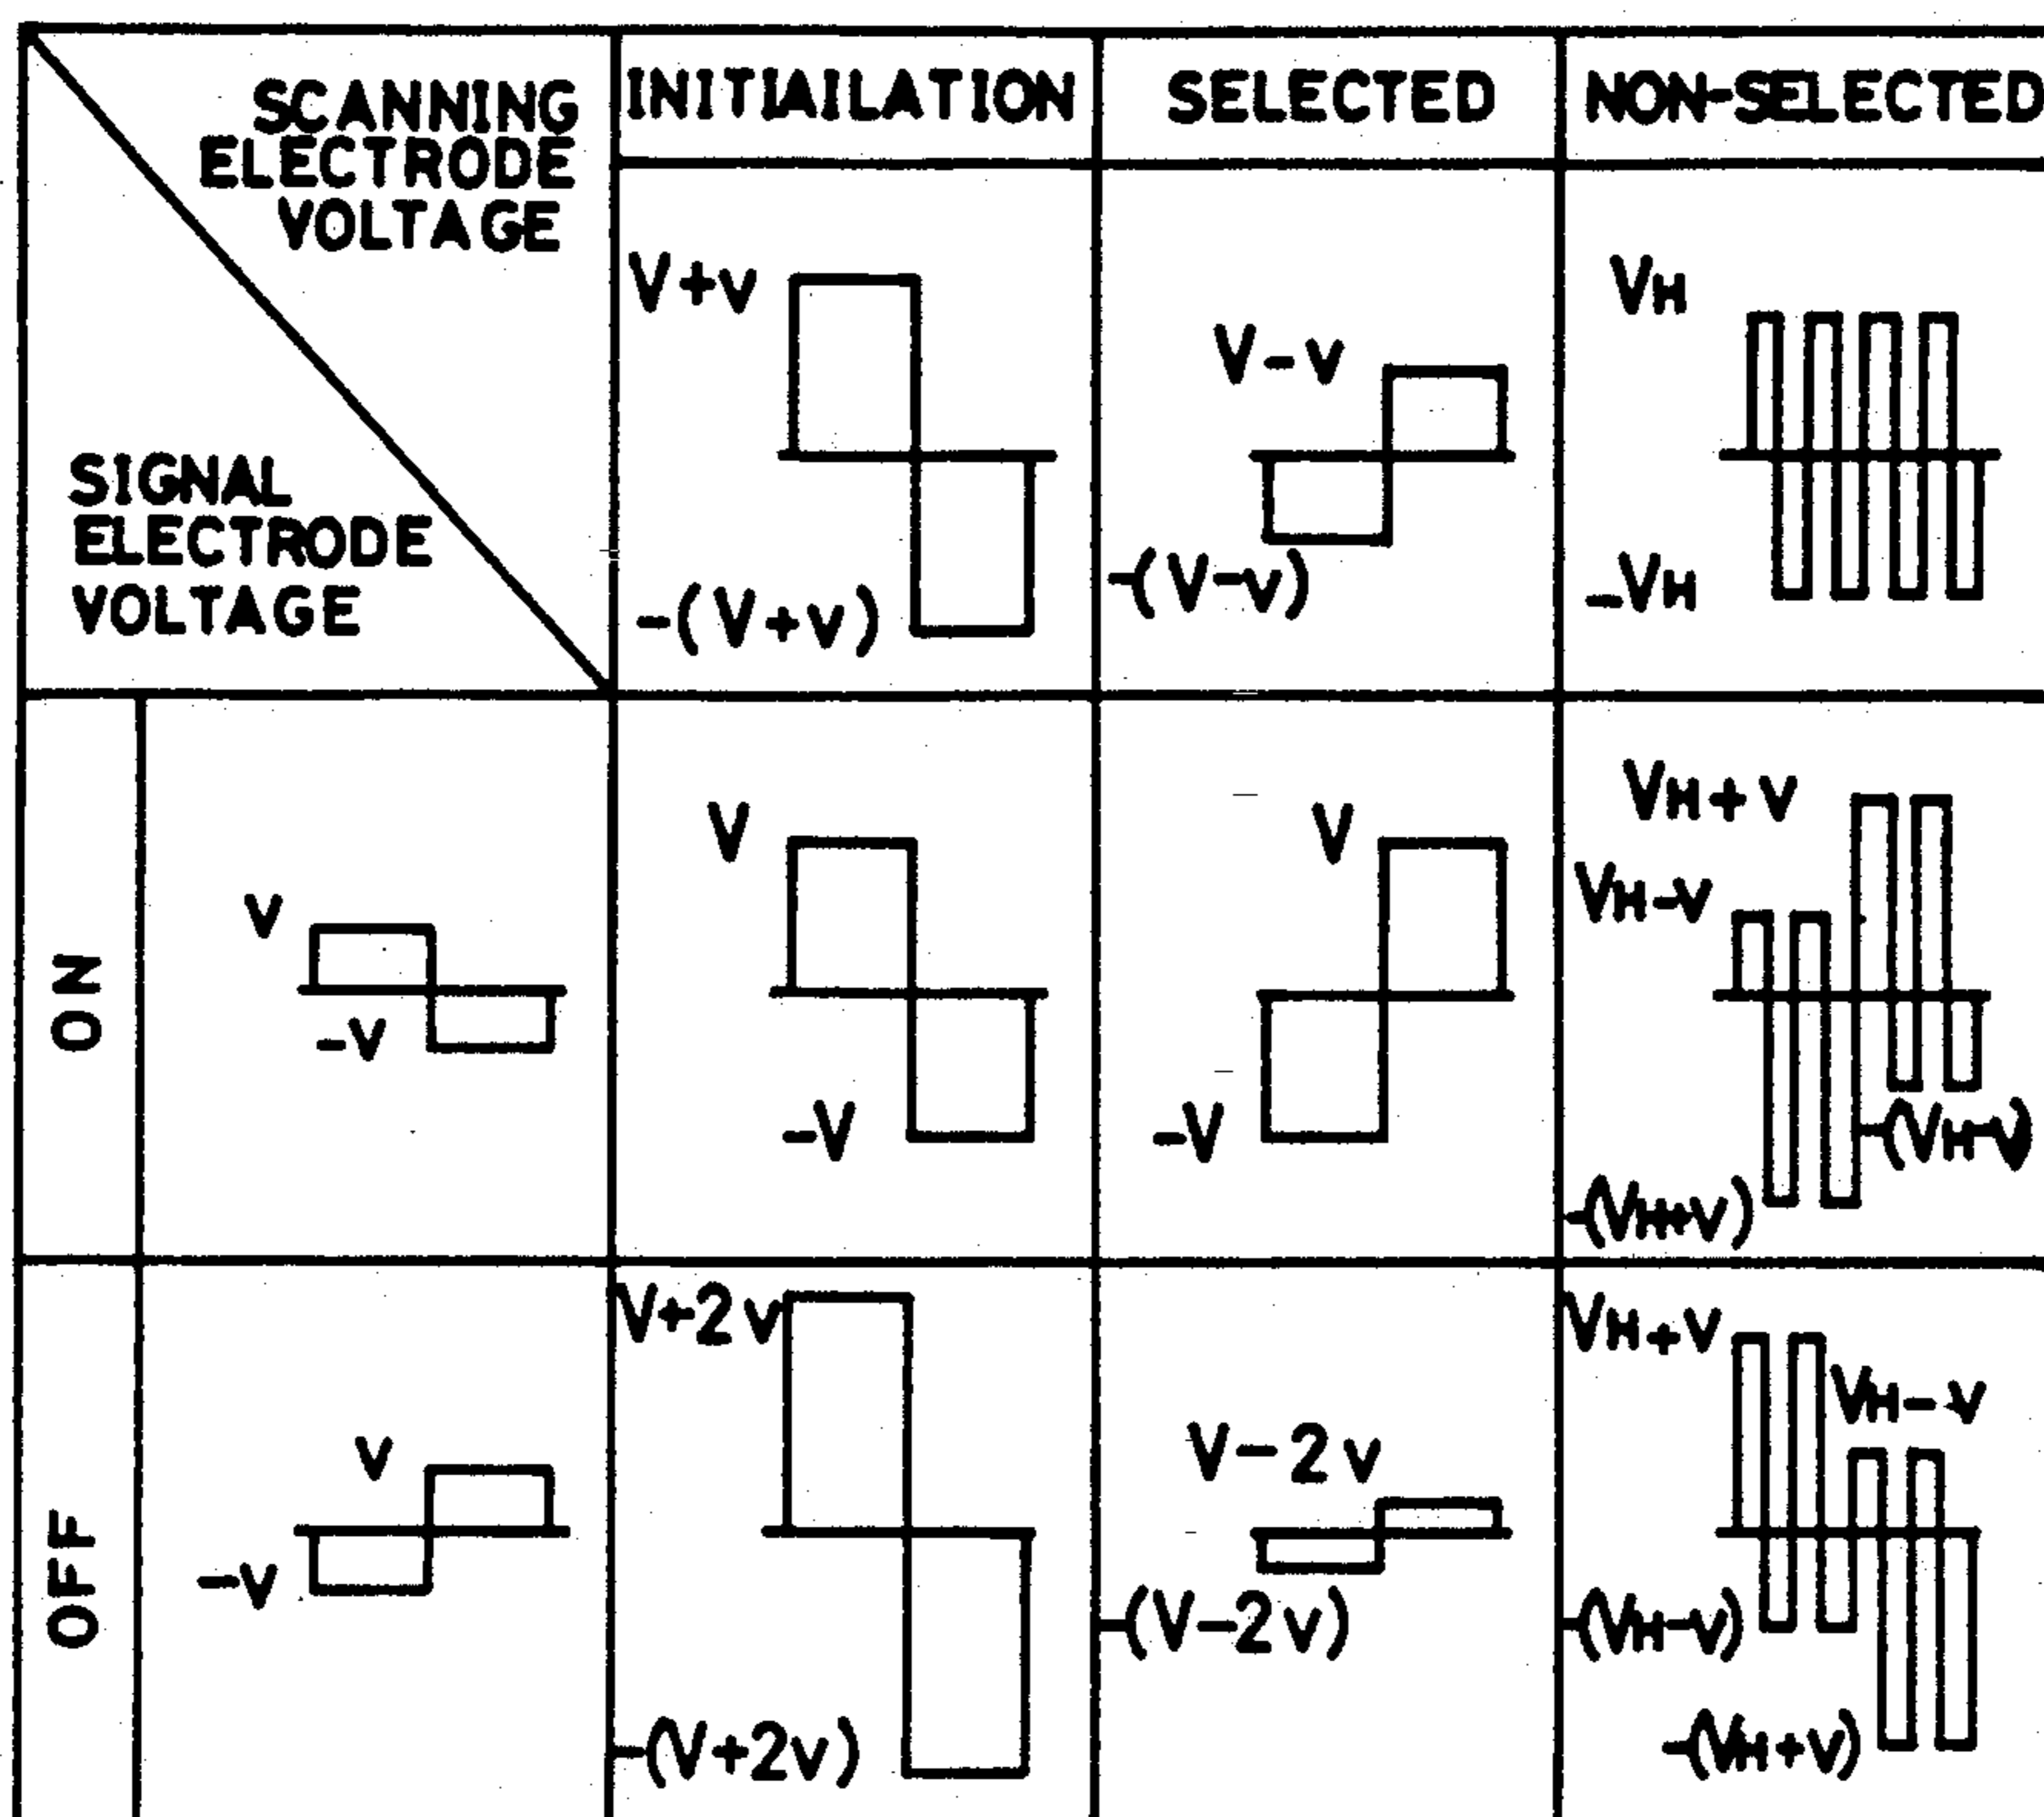 SCANNING
ELECTRODE
VOLTAGE
SIGNAL
ELECTRODE
VOLTAGE
INITIAILATION
SELECTED
NON-SELECTED
V+v
-(V+v)
V-v
-(V-v)
VH
-VH
ON
v
-v
V
-V
V
-V
VH+v
VH-v
-(VH-v)
-(VH+v)
OFF
v
-v
V+2v
-(V+2v)
V-2v
-(V-2v)
VH+v
VH-v
-(VH-v)
-(VH+v)